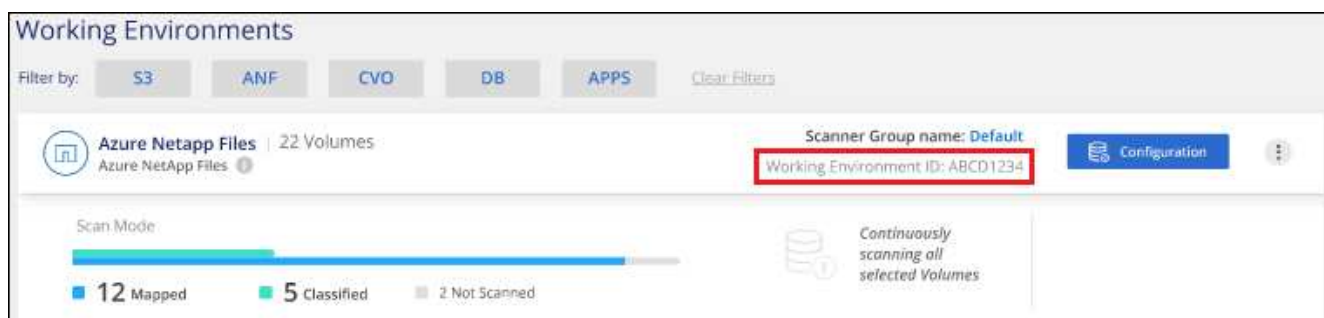 Working Environments
Filter by: S3 ANF CVO DB APPS Clear Filters
Azure Netapp Files | 22 Volumes
Azure NetApp Files
Scanner Group name: Default
Working Environment ID: ABCD1234
Configuration
Scan Mode
12 Mapped 5 Classified 2 Not Scanned
Continuously
scanning all
selected Volumes